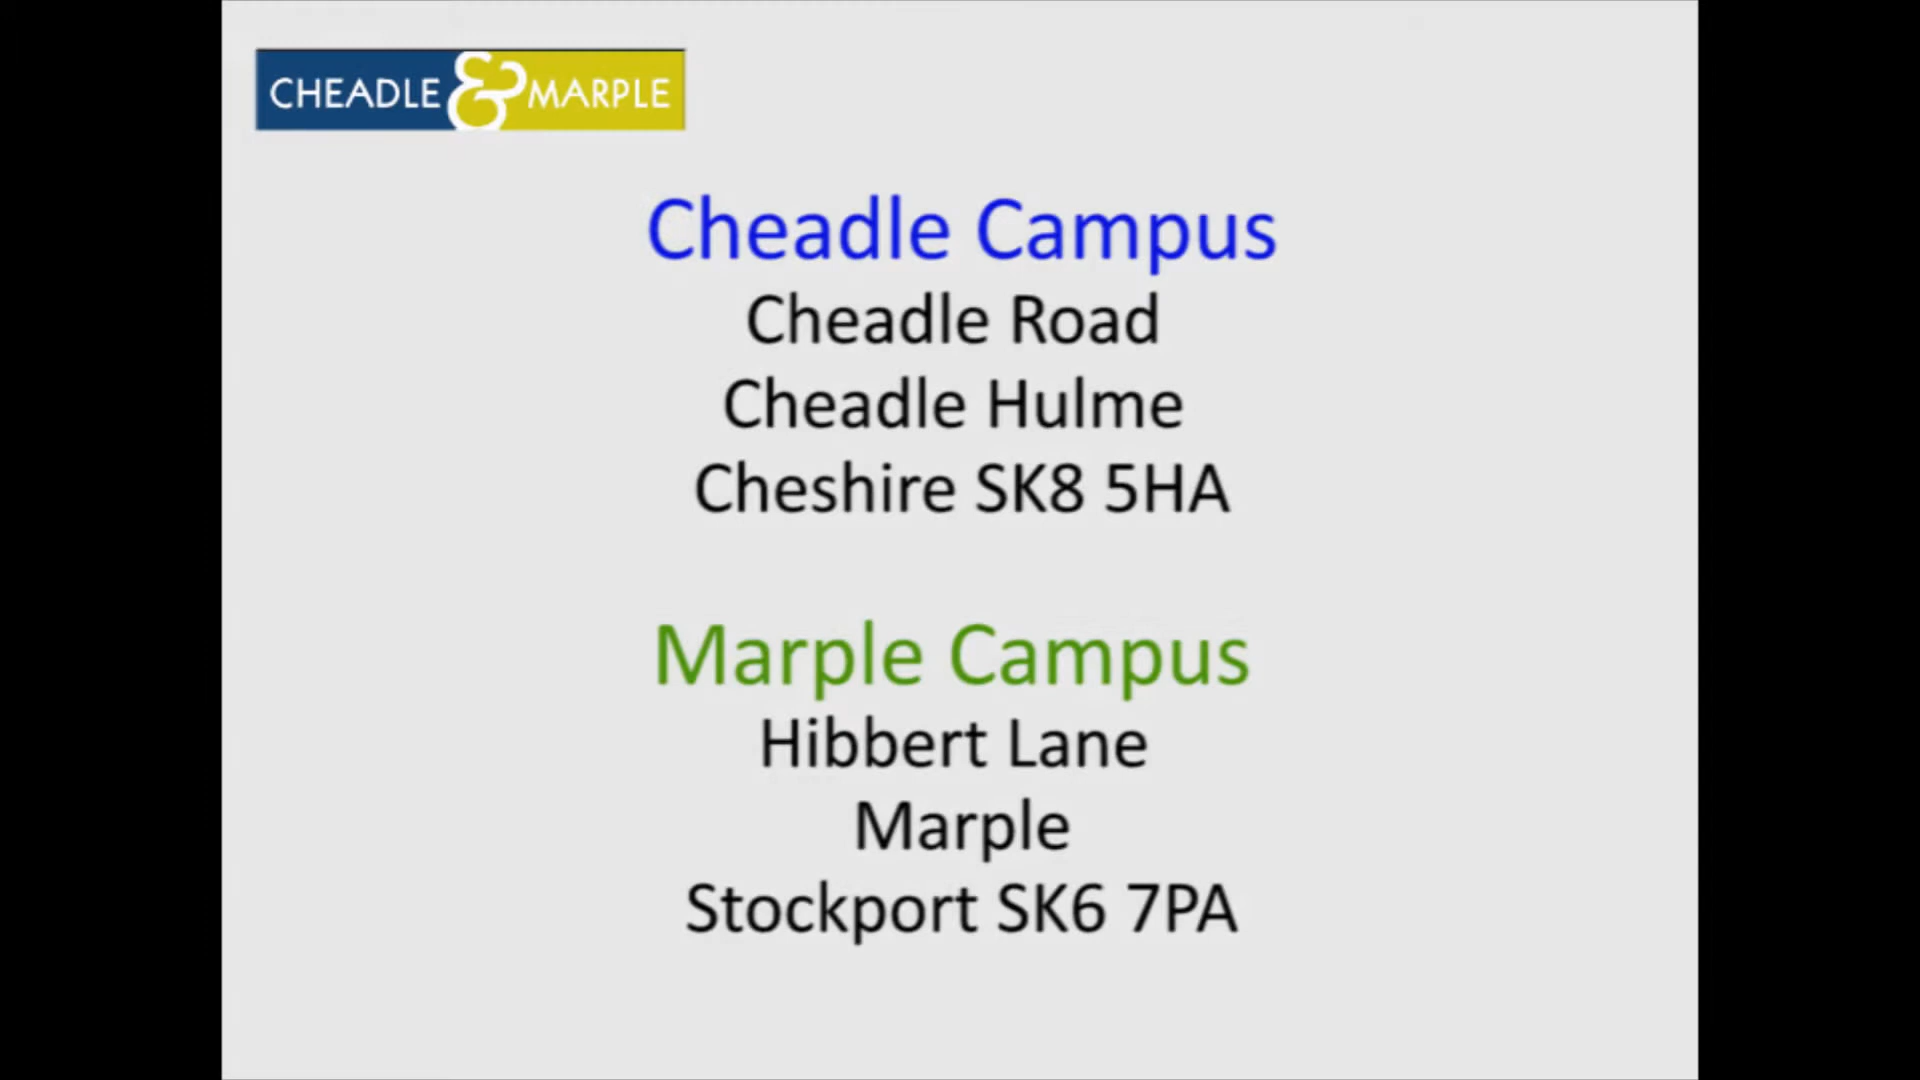 CHEADLE & MARPLE
Cheadle Campus
Cheadle Road
Cheadle Hulme
Cheshire SK8 5HA
Marple Campus
Hibbert Lane
Marple
Stockport SK6 7PA